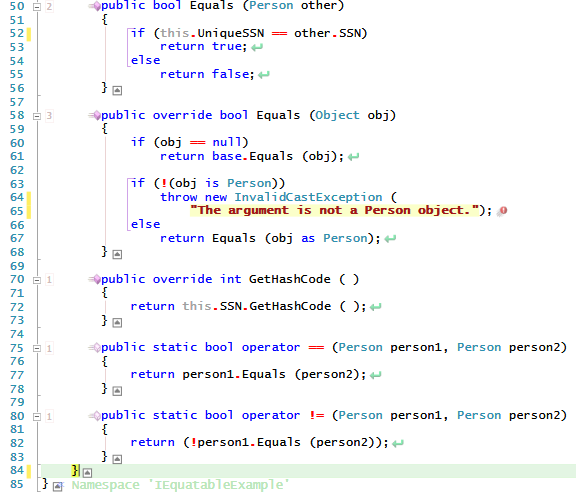 50 2 public bool Equals (Person other)
51 {
52 if (this.UniqueSSN == other.SSN)
53 return true;
54 else
55 return false;
56 }
57
58 3 public override bool Equals (Object obj)
59 {
60 if (obj == null)
61 return base.Equals (obj);
62
63 if (!(obj is Person))
64 throw new InvalidCastException (
65 "The argument is not a Person object.");
66 else
67 return Equals (obj as Person);
68 }
69
70 1 public override int GetHashCode ( )
71 {
72 return this.SSN.GetHashCode ( );
73 }
74
75 1 public static bool operator == (Person person1, Person person2)
76 {
77 return person1.Equals (person2);
78 }
79
80 1 public static bool operator != (Person person1, Person person2)
81 {
82 return (!person1.Equals (person2));
83 }
84 }
85 } Namespace `IEquatableExample`